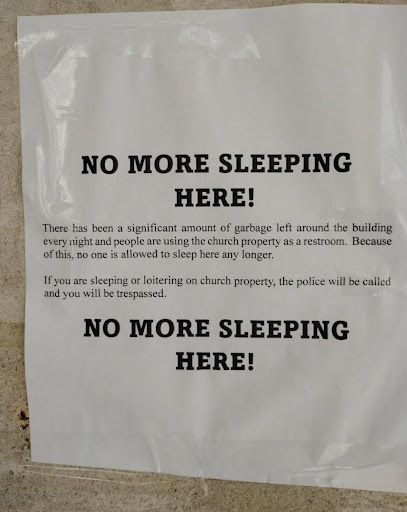 NO MORE SLEEPING
HERE!
There has been a significant amount of garbage left around the building
every night and people are using the church property as a restroom. Because
of this, no one is allowed to sleep here any longer.
If you are sleeping or loitering on church property, the police will be called
and you will be trespassed.
NO MORE SLEEPING
HERE!